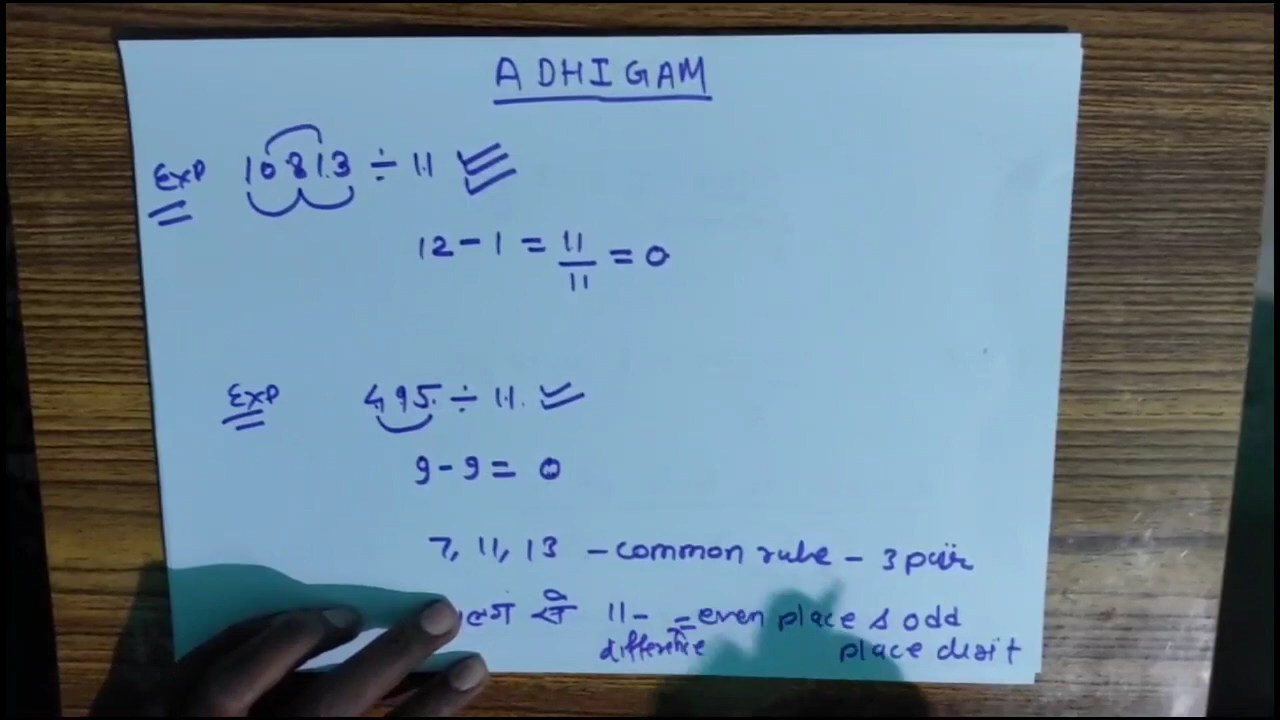 ADHIGAM
Exp 10813 ÷ 11
12 - 1 = 11/11 = 0
Exp 495 ÷ 11
9 - 9 = 0
7, 11, 13 - common rule - 3 pair
से 11 - = even place & odd
difference place digit